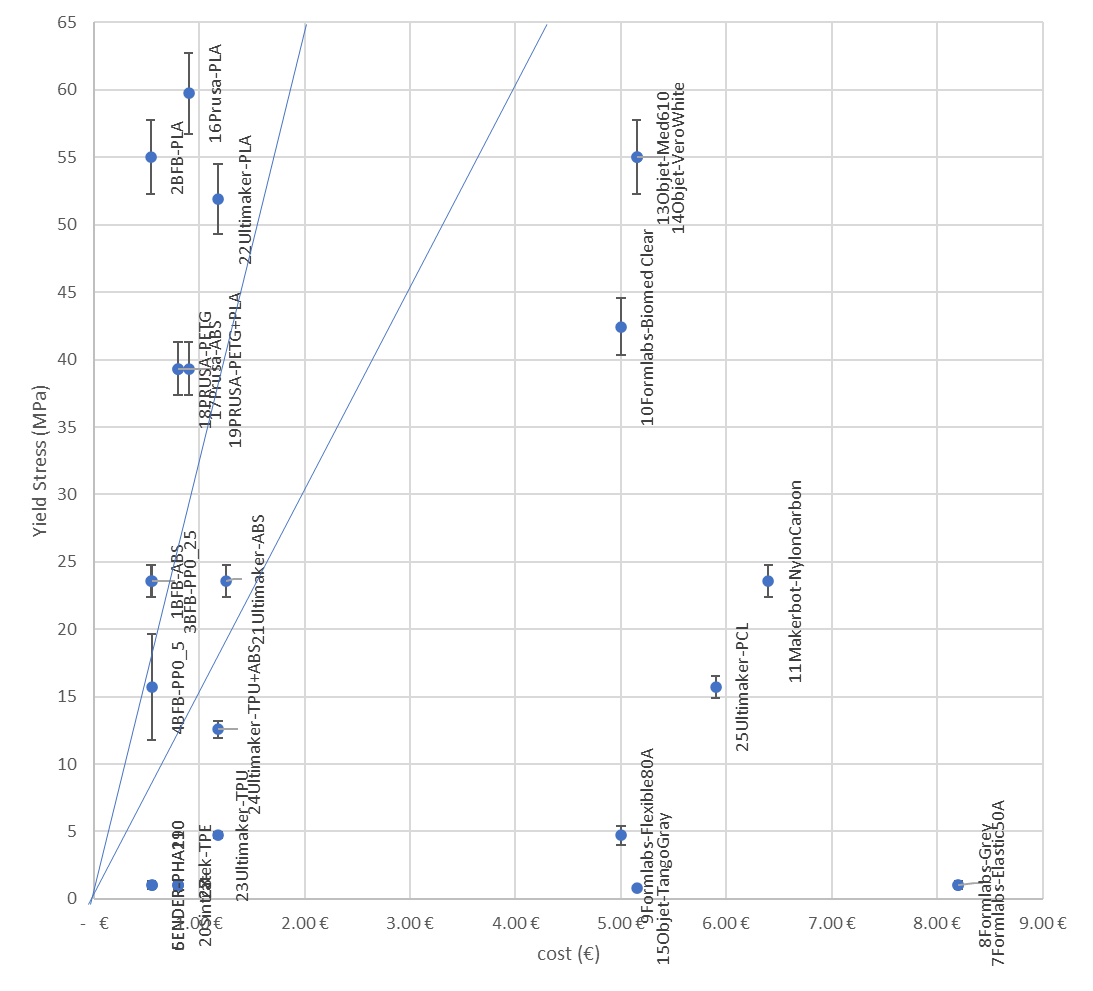 65
60
55
50
45
40
35
30
25
20
15
10
5
0
Yield Stress (MPa)
16Prusa-PLA
2BFB-PLA
22Ultimaker-PLA
18PRUSA-PETG
17Prusa-ABS
19PRUSA-PETG+PLA
13Objet-Med610
14Objet-VeroWhite
10Formlabs-Biomed Clear
1BFB-ABS
3BFB-PP0_25
21Ultimaker-ABS
11Makerbot-NylonCarbon
4BFB-PP0_5
24Ultimaker-TPU+ABS
25Ultimaker-PCL
23Ultimaker-TPU
20Sintratek-TPE
9Formlabs-Flexible80A
15Objet-TangoGray
8Formlabs-Grey
7Formlabs-Elastic50A
- € 1.00 € 2.00 € 3.00 € 4.00 € 5.00 € 6.00 € 7.00 € 8.00 € 9.00 €
cost (€)